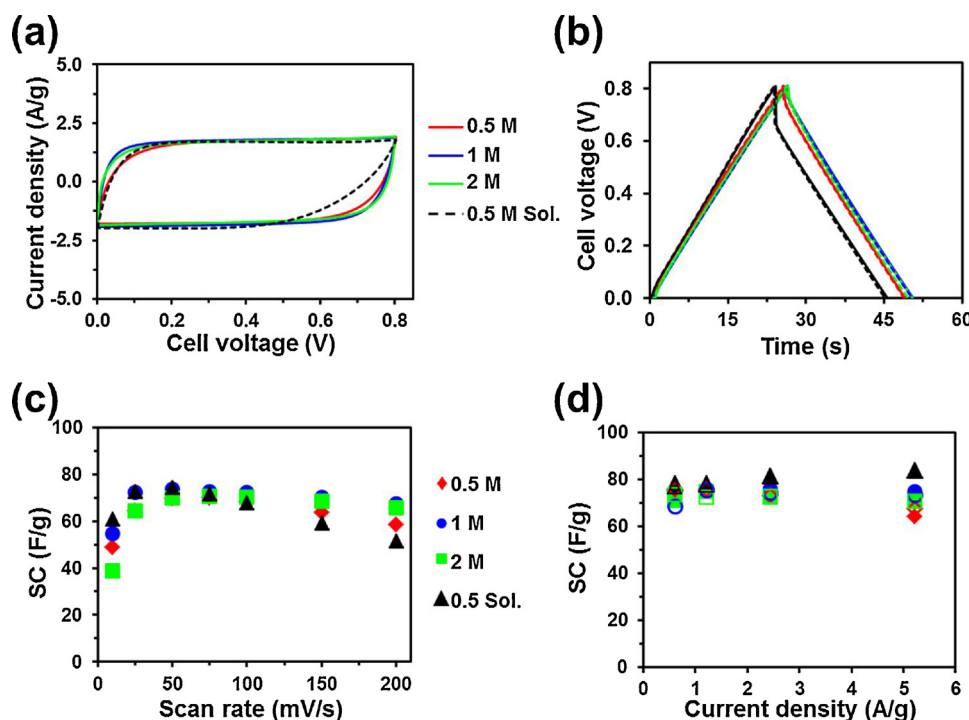 (a)
Current density (A/g)
5.0
2.5
0.0
-2.5
-5.0
0.0 0.2 0.4 0.6 0.8
Cell voltage (V)
0.5 M
1 M
2 M
0.5 M Sol.
(b)
Cell voltage (V)
0.8
0.6
0.4
0.2
0.0
0 15 30 45 60
Time (s)
(c)
SC (F/g)
100
80
60
40
20
0
0 50 100 150 200
Scan rate (mV/s)
0.5 M
1 M
2 M
0.5 Sol.
(d)
SC (F/g)
100
80
60
40
20
0
0 1 2 3 4 5 6
Current density (A/g)